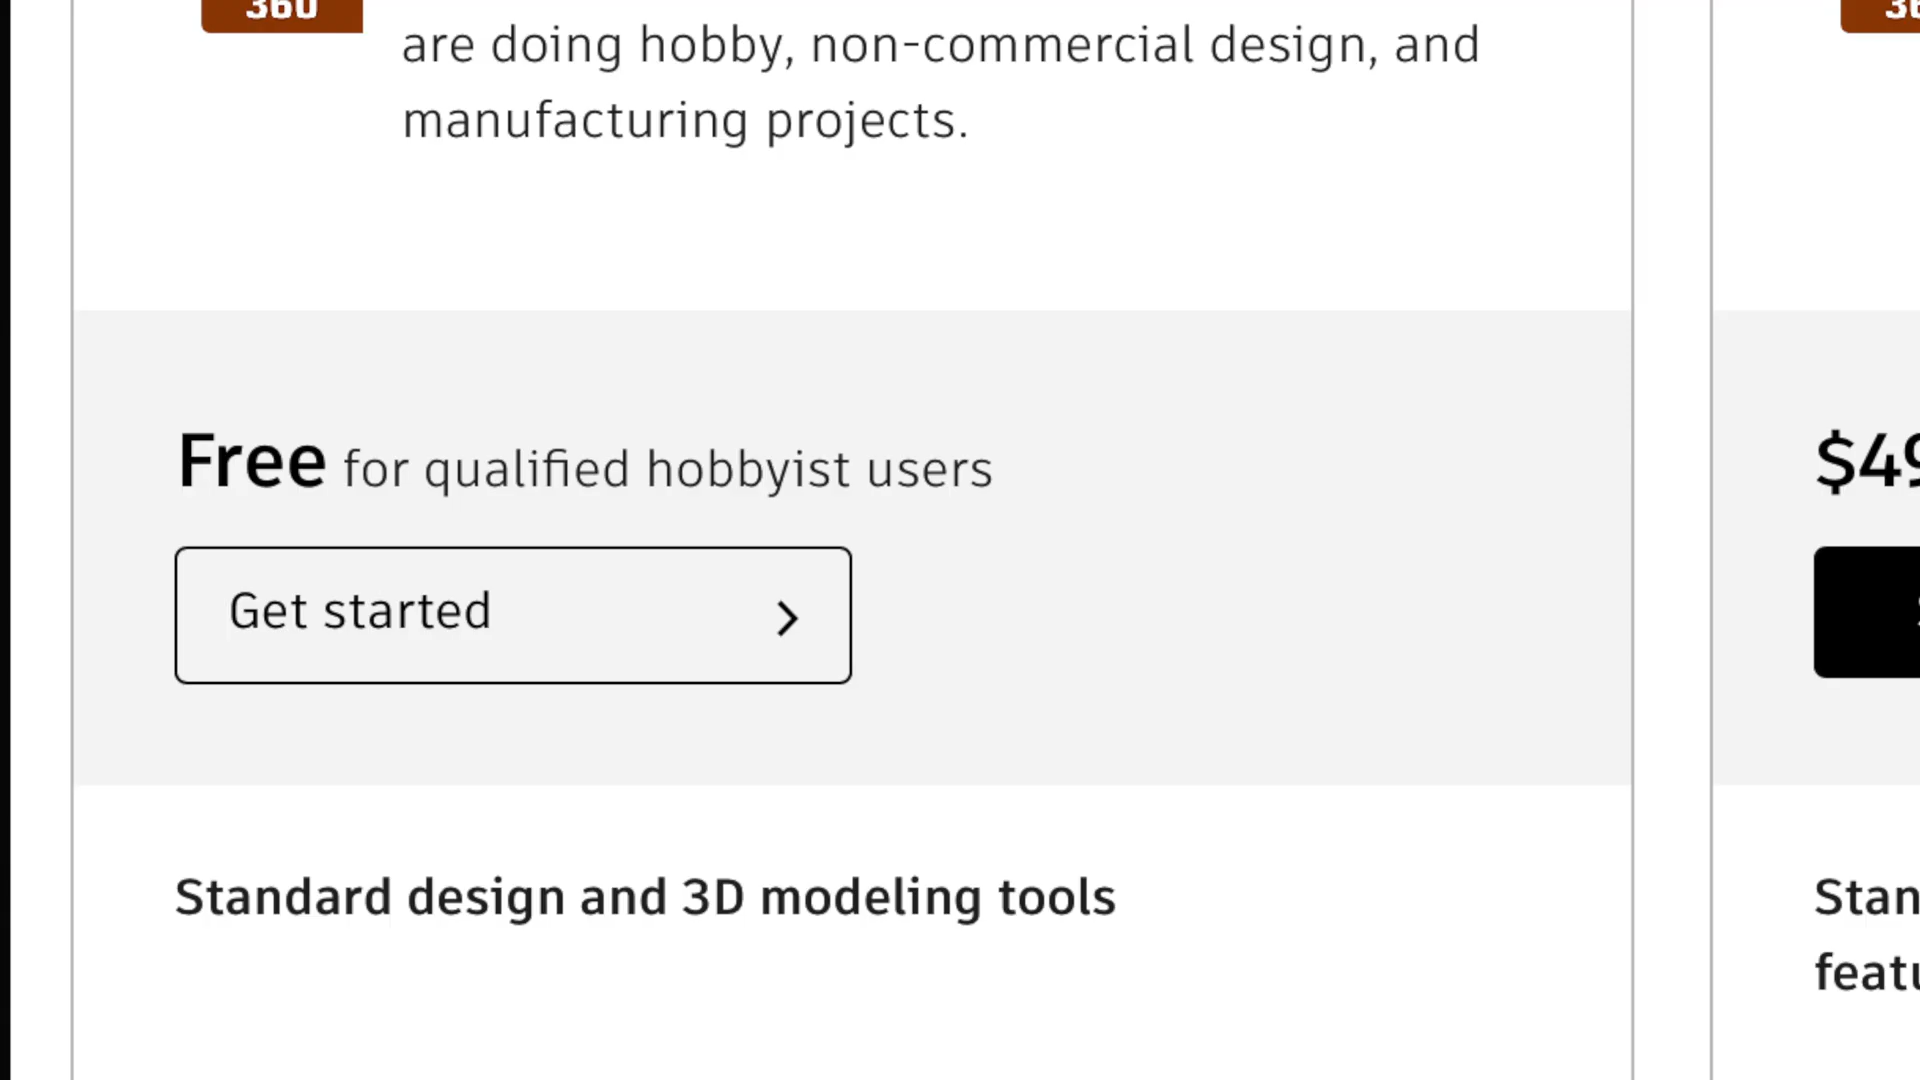 360
are doing hobby, non-commercial design, and
manufacturing projects.
Free for qualified hobbyist users
Get started
Standard design and 3D modeling tools